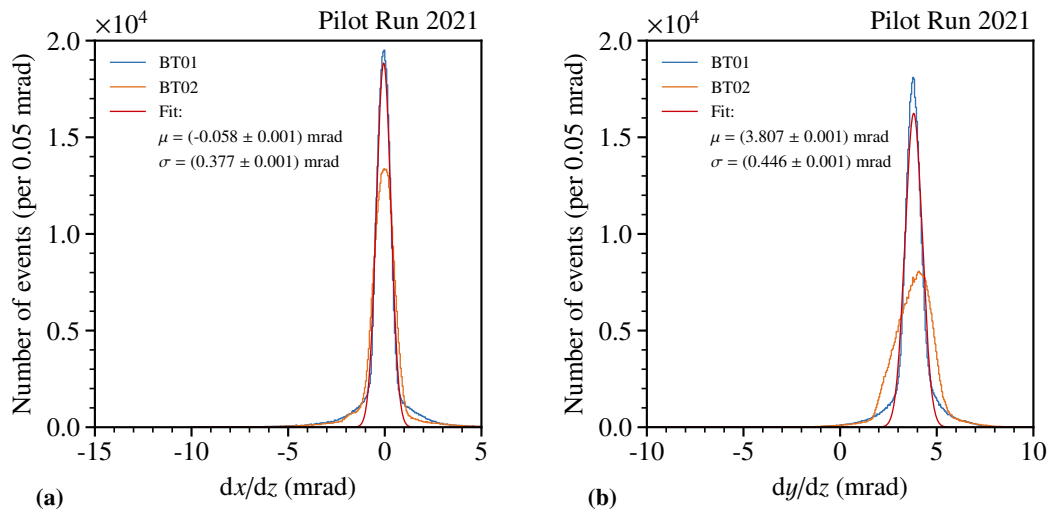 ×10⁴ Pilot Run 2021
BT01
BT02
Fit:
μ = (-0.058 ± 0.001) mrad
σ = (0.377 ± 0.001) mrad
Number of events (per 0.05 mrad)
2.0
1.5
1.0
0.5
0.0
-15 -10 -5 0 5
dx/dz (mrad)
(a)
×10⁴ Pilot Run 2021
BT01
BT02
Fit:
μ = (3.807 ± 0.001) mrad
σ = (0.446 ± 0.001) mrad
Number of events (per 0.05 mrad)
2.0
1.5
1.0
0.5
0.0
-10 -5 0 5 10
dy/dz (mrad)
(b)